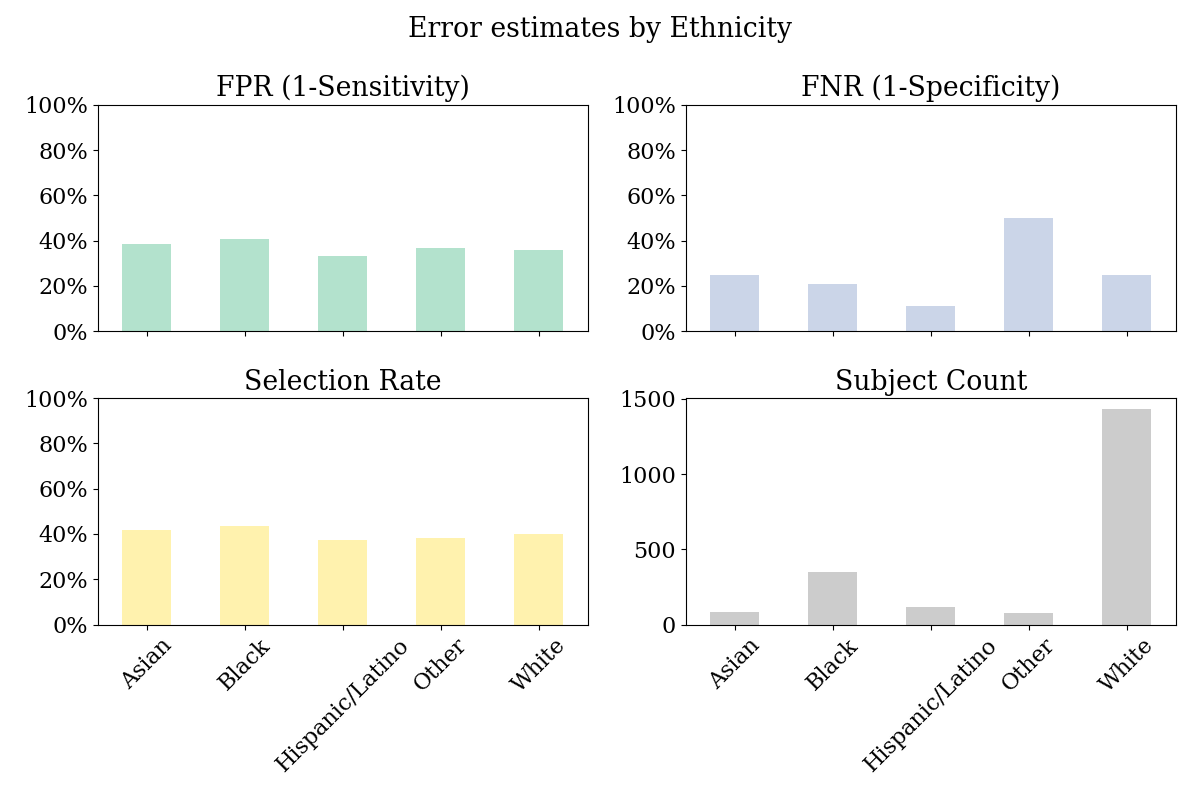 Error estimates by Ethnicity
FPR (1-Sensitivity)
100%
80%
60%
40%
20%
0%
FNR (1-Specificity)
100%
80%
60%
40%
20%
0%
Selection Rate
100%
80%
60%
40%
20%
0%
Asian
Black
Hispanic/Latino
Other
White
Subject Count
1500
1000
500
0
Asian
Black
Hispanic/Latino
Other
White